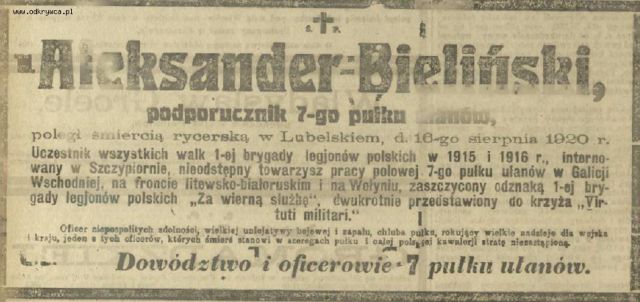 www.odkrywca.pl
ś. † p.
Aleksander-Bieliński,
podporucznik 7-go pułku ułanów,
poległ śmiercią rycerską w Lubelskiem, d. 16-go sierpnia 1920 r.
Uczestnik wszystkich walk 1-ej brygady legjonów polskich w 1915 i 1916 r., interno-
wany w Szczypiornie, nieodstępny towarzysz pracy polowej 7-go pułku ułanów w Galicji
Wschodniej, na froncie litewsko-białoruskim i na Wołyniu, zaszczycony odznaką 1-ej bry-
gady legjonów polskich „Za wierną służbę”, dwukrotnie przedstawiony do krzyża „Vir-
tuti militari.”
Oficer niepospolitych zdolności, wielkiej inicjatywy bojowej i zapału, chluba pułku, rokujący wielkie nadzieje dla wojska
i kraju, jeden z tych oficerów, których śmierć stanowi w szeregach pułku i całej polskiej kawalerji stratę niezastąpioną.
Dowództwo i oficerowie 7 pułku ułanów.